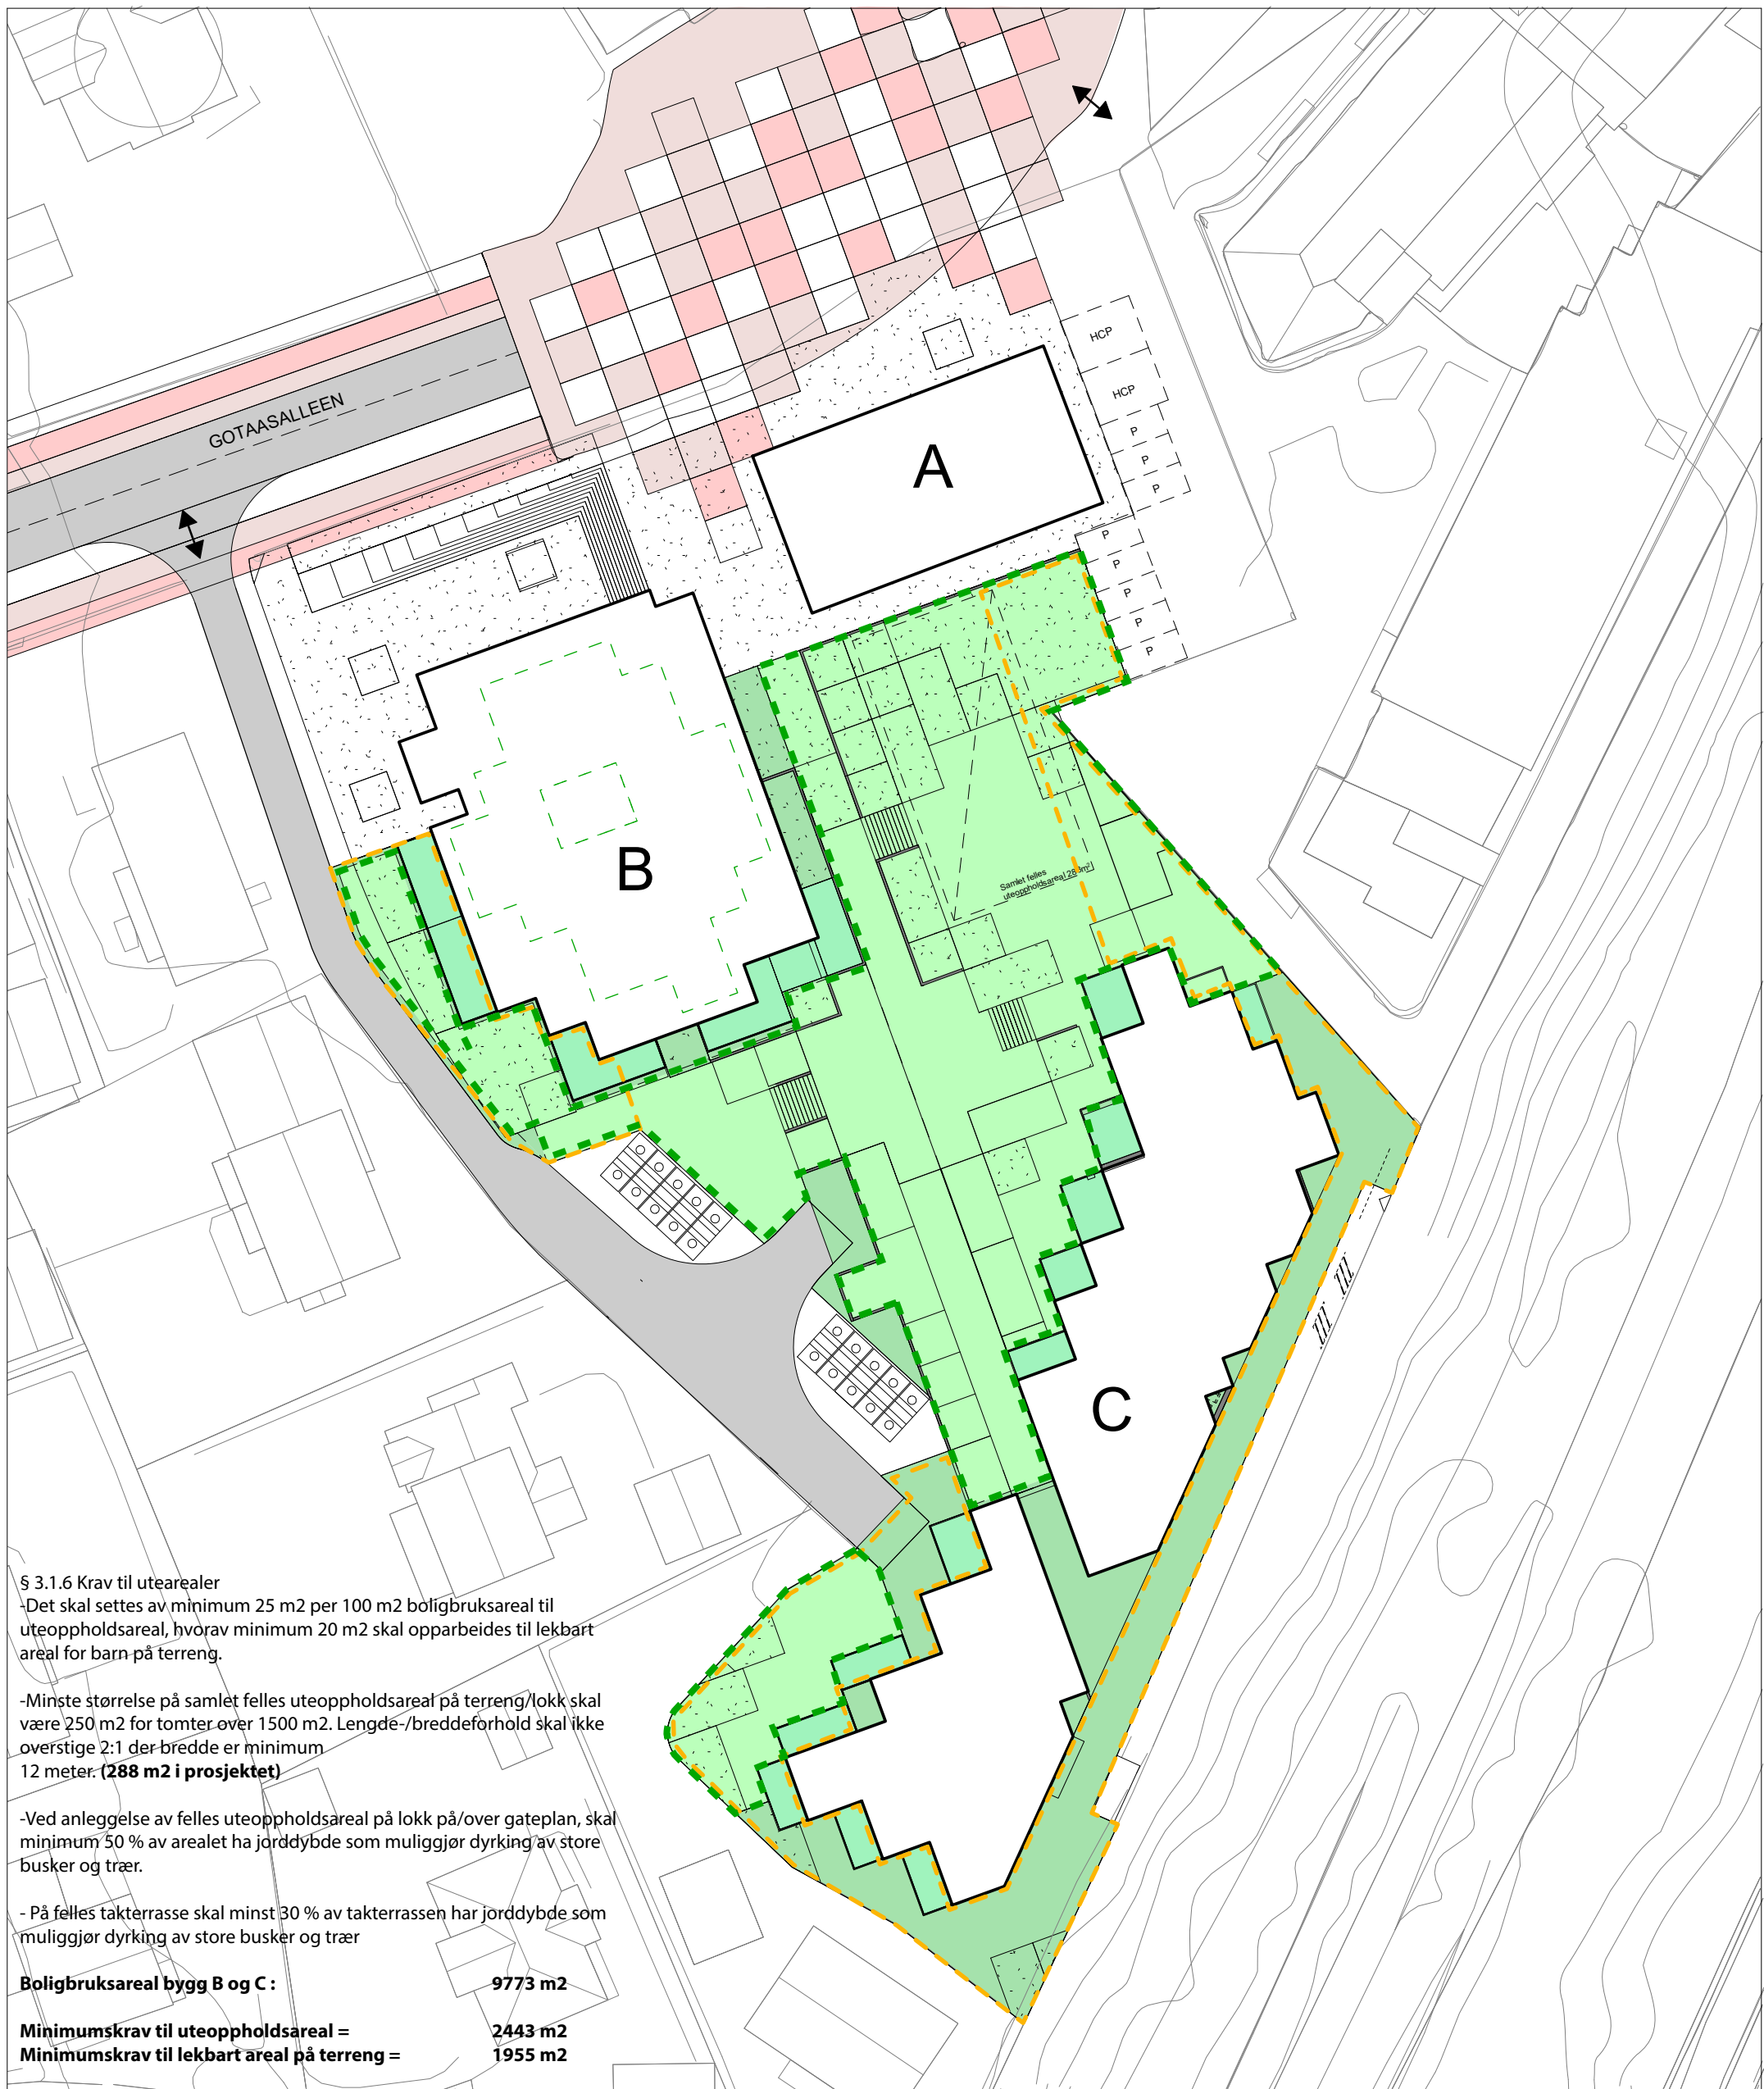 HCP
HCP
P
P
P
P
P
P
P
P
GOTAASALLEEN
A
B
Samlet felles
uteoppholdsareal
C
§ 3.1.6 Krav til utearealer
-Det skal settes av minimum 25 m2 per 100 m2 boligbruksareal til
uteoppholdsareal, hvorav minimum 20 m2 skal opparbeides til lekbart
areal for barn på terreng.
-Minste størrelse på samlet felles uteoppholdsareal på terreng/lokk skal
være 250 m2 for tomter over 1500 m2. Lengde-/breddeforhold skal ikke
overstige 2:1 der bredde er minimum
12 meter. (288 m2 i prosjektet)
-Ved anleggelse av felles uteoppholdsareal på lokk på/over gateplan, skal
minimum 50 % av arealet ha jorddybde som muliggjør dyrking av store
busker og trær.
- På felles takterrasse skal minst 30 % av takterrassen har jorddybde som
muliggjør dyrking av store busker og trær
Boligbruksareal bygg B og C : 9773 m2
Minimumskrav til uteoppholdsareal = 2443 m2
Minimumskrav til lekbart areal på terreng = 1955 m2